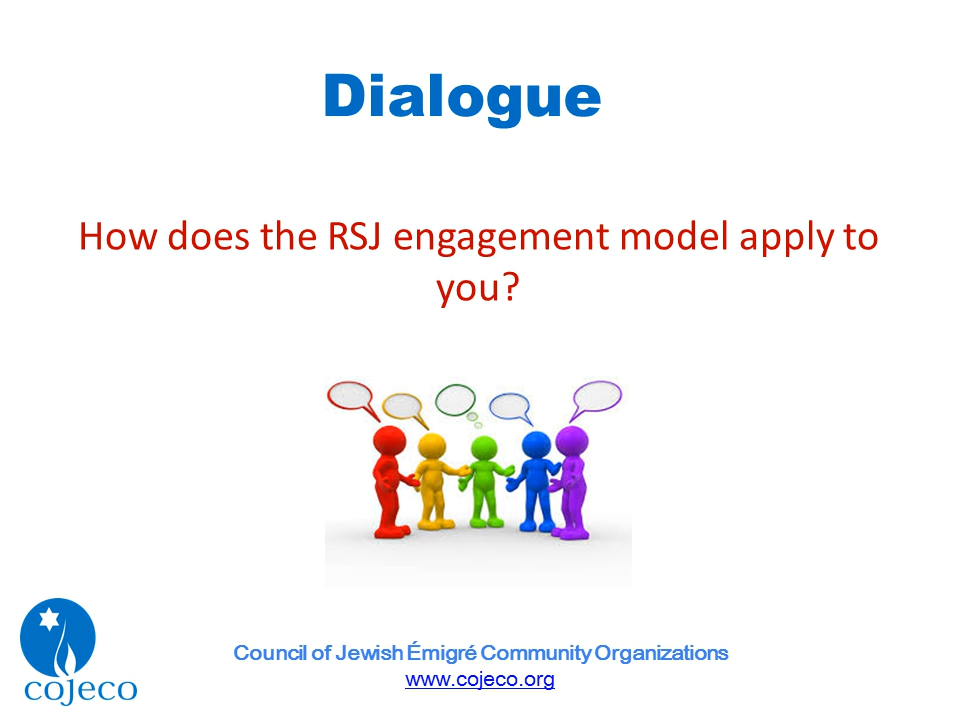 Dialogue
How does the RSJ engagement model apply to
you?
cojeco
Council of Jewish Émigré Community Organizations
www.cojeco.org